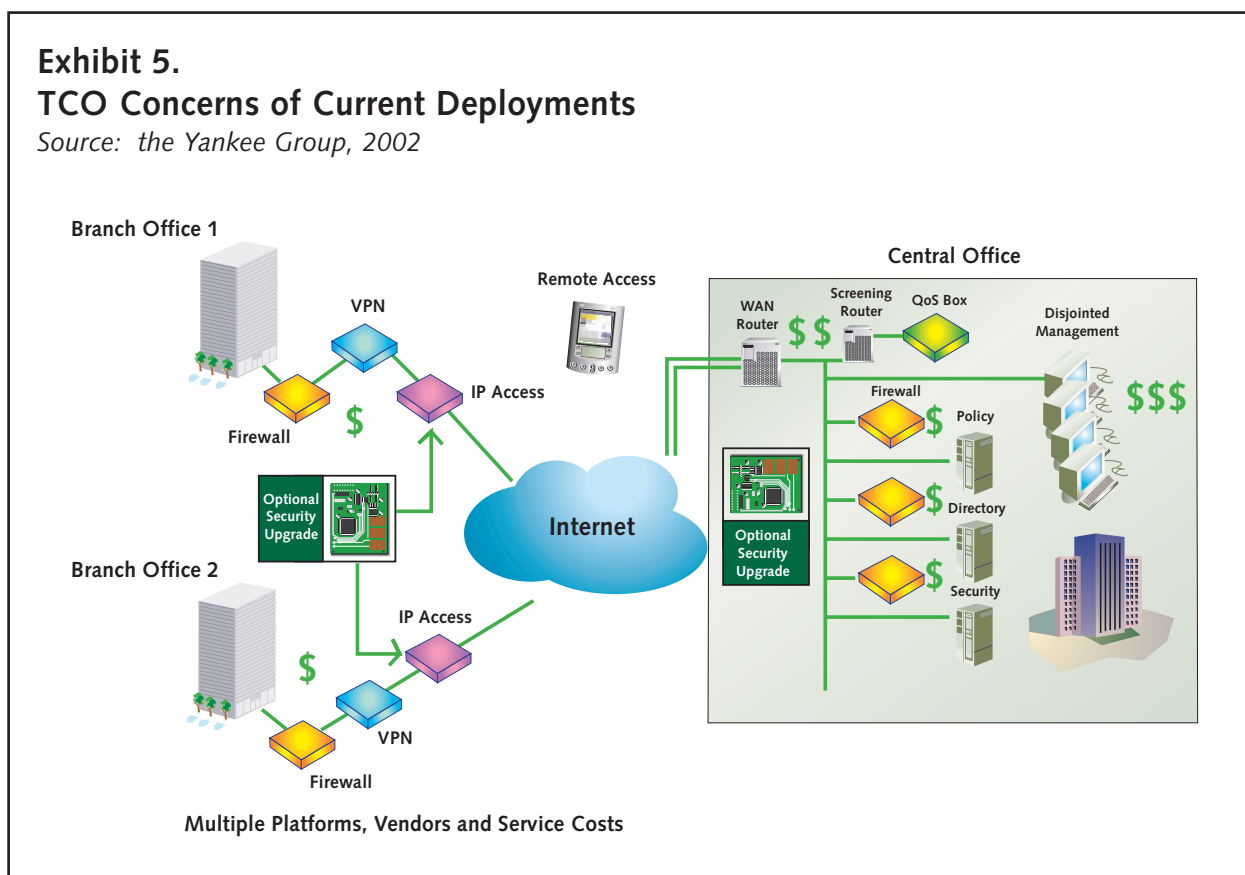 Exhibit 5.
TCO Concerns of Current Deployments
Source: the Yankee Group, 2002
Branch Office 1
VPN
IP Access
Firewall
$
Optional
Security
Upgrade
Branch Office 2
IP Access
$
VPN
Firewall
Multiple Platforms, Vendors and Service Costs
Remote Access
Internet
Central Office
WAN
Router
$ $
Screening
Router
QoS Box
Disjointed
Management
$$$
Firewall
$
Policy
$
Directory
$
Security
Optional
Security
Upgrade